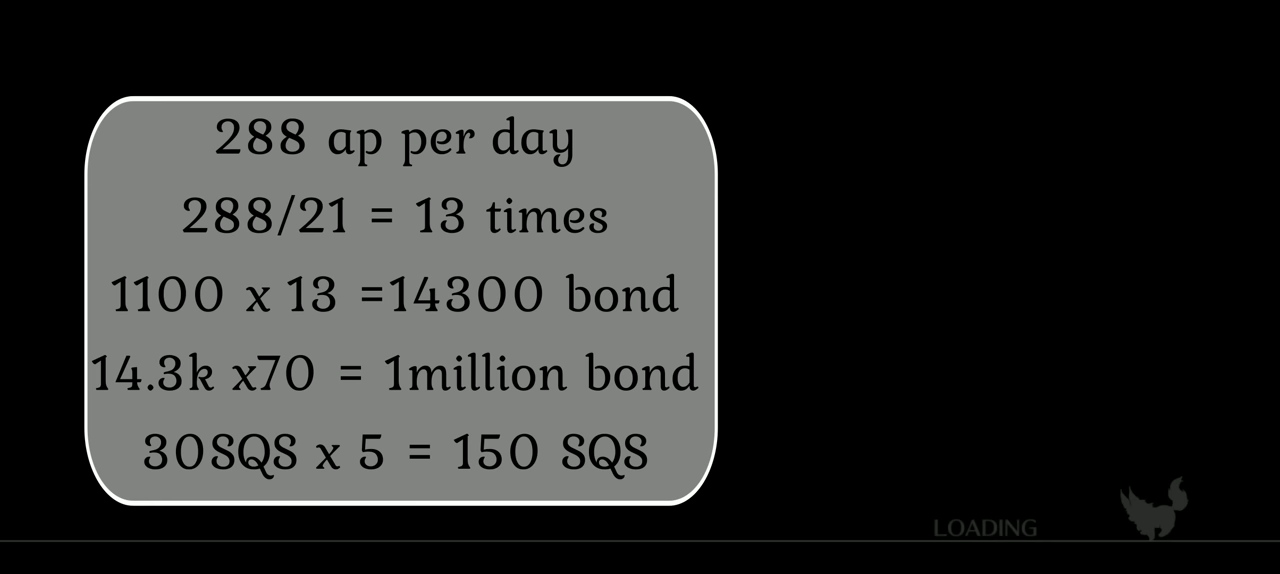 288 ap per day
288/21 = 13 times
1100 x 13 =14300 bond
14.3k x70 = 1million bond
30SQS x 5 = 150 SQS
LOADING